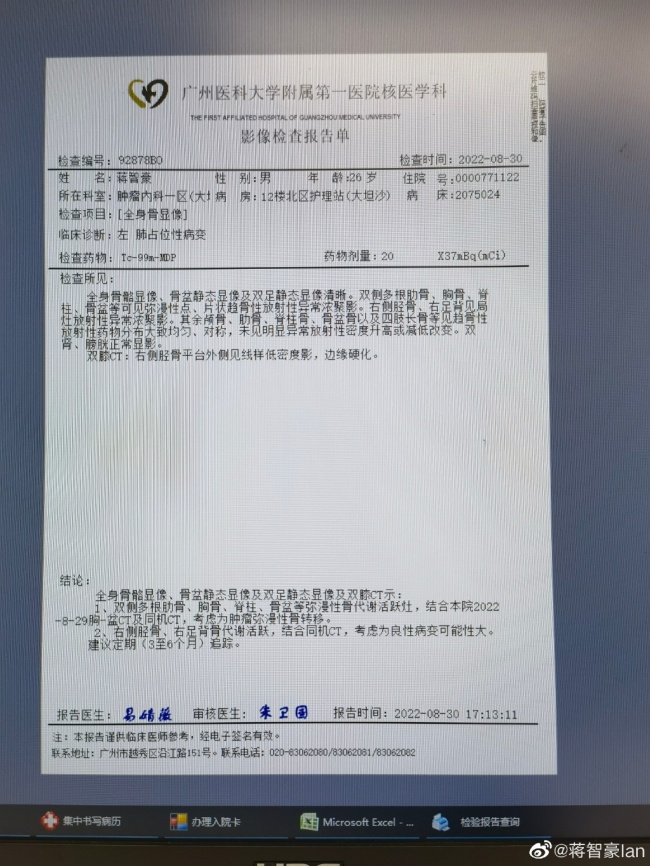 广州医科大学附属第一医院核医学科
THE FIRST AFFILIATED HOSPITAL OF GUANGZHOU MEDICAL UNIVERSITY
影像检查报告单
检查编号: 92878B0 检查时间: 2022-08-30
姓 名:蒋智豪 性 别:男 年 龄:26 岁 住院 号:0000771122
所在科室: 肿瘤内科一区(大坦 病 房:12楼北区护理站(大坦沙) 病 床:2075024
检查项目: [全身骨显像]
临床诊断: 左 肺占位性病变
检查药物: Tc-99m-MDP 药物剂量: 20 X37mBq(mCi)
检查所见:
全身骨骼显像、骨盆静态显像及双足静态显像清晰。双侧多根肋骨、胸骨、脊
柱、骨盆等可见弥漫性点、片状趋骨性放射性异常浓聚影。右侧胫骨、右足背见局
灶放射性异常浓聚影。其余颅骨、肋骨、脊柱骨、骨盆骨以及四肢长骨等见趋骨性
放射性药物分布大致均匀、对称，未见明显异常放射性密度升高或减低改变。双
肾、膀胱正常显影。
双膝CT：右侧胫骨平台外侧见线样低密度影，边缘硬化。
结论:
全身骨骼显像、骨盆静态显像及双足静态显像及双膝CT示:
1、双侧多根肋骨、胸骨、脊柱、骨盆等弥漫性骨代谢活跃灶，结合本院2022
-8-29胸-盆CT及同机CT，考虑为肿瘤弥漫性骨转移。
2、右侧胫骨、右足背骨代谢活跃，结合同机CT，考虑为良性病变可能性大。
建议定期（3至6个月）追踪。
报告医生: 易婧薇 审核医生: 朱卫国 报告时间: 2022-08-30 17:13:11
注: 本报告谨供临床医师参考，经电子签名有效。
联系地址: 广州市越秀区沿江路151号。联系电话: 020-83062080/83062081/83062082
集中书写病历 办理入院卡 Microsoft Excel - ... 检验报告查询
@蒋智豪Ian